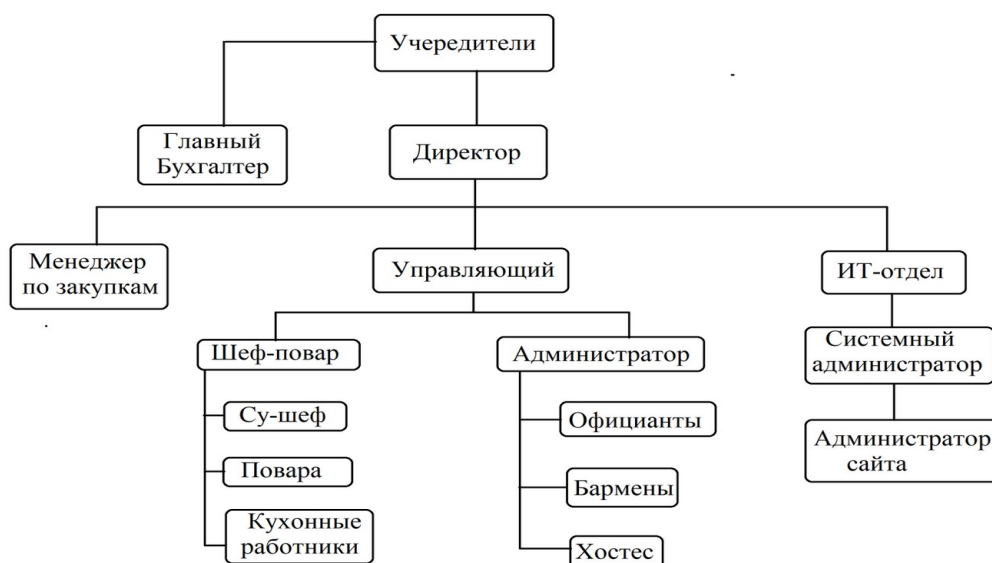 Учередители
Главный
Бухгалтер
Директор
Менеджер
по закупкам
Управляющий
ИТ-отдел
Шеф-повар
Администратор
Системный
администратор
Су-шеф
Официанты
Администратор
сайта
Повара
Бармены
Кухонные
работники
Хостес